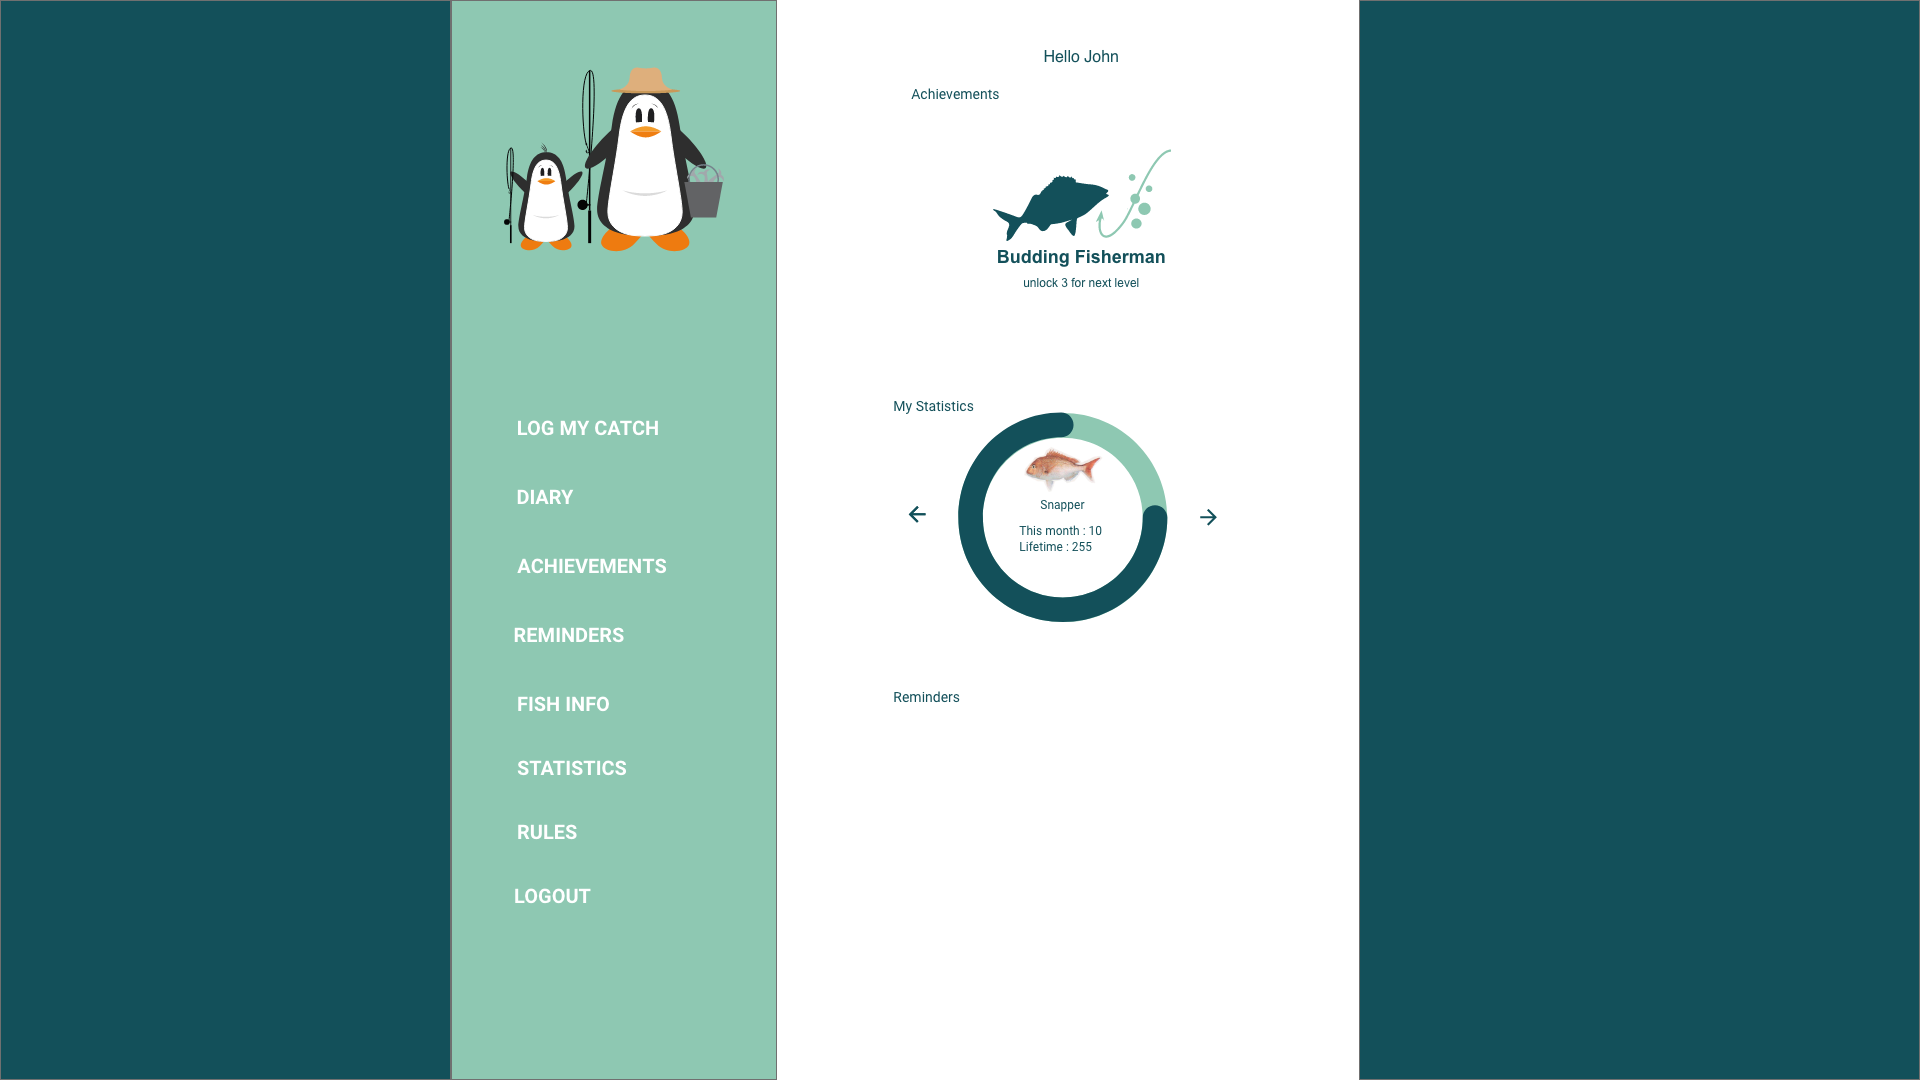 LOG MY CATCH
DIARY
ACHIEVEMENTS
REMINDERS
FISH INFO
STATISTICS
RULES
LOGOUT
Hello John
Achievements
Budding Fisherman
unlock 3 for next level
My Statistics
Snapper
This month : 10
Lifetime : 255
Reminders